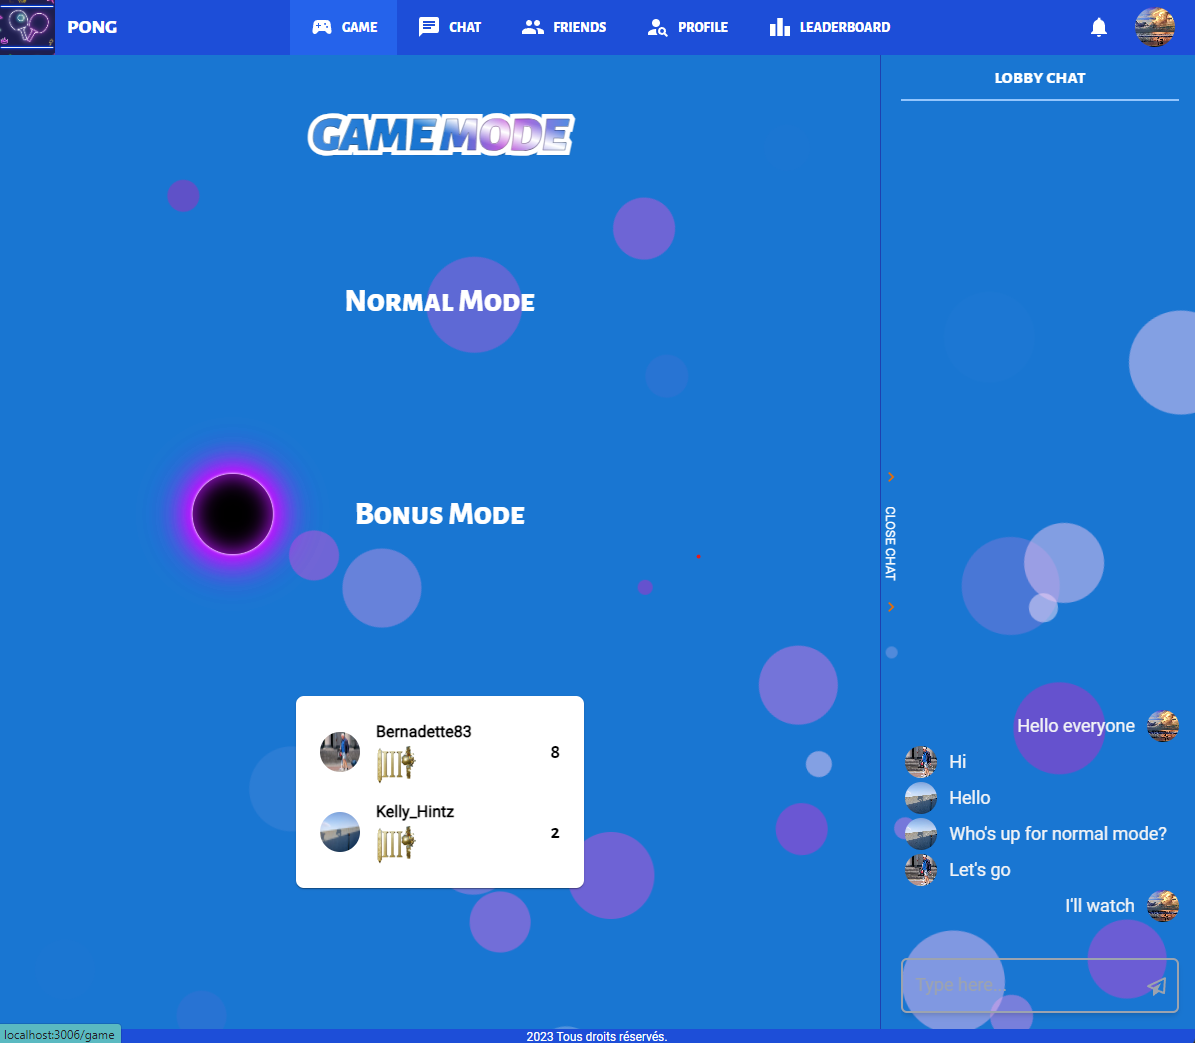 PONG
GAME
CHAT
FRIENDS
PROFILE
LEADERBOARD
GAME MODE
Normal Mode
Bonus Mode
Bernadette83
8
Kelly_Hintz
2
CLOSE CHAT
LOBBY CHAT
Hello everyone
Hi
Hello
Who's up for normal mode?
Let's go
I'll watch
Type here...
localhost:3006/game
2023 Tous droits réservés.